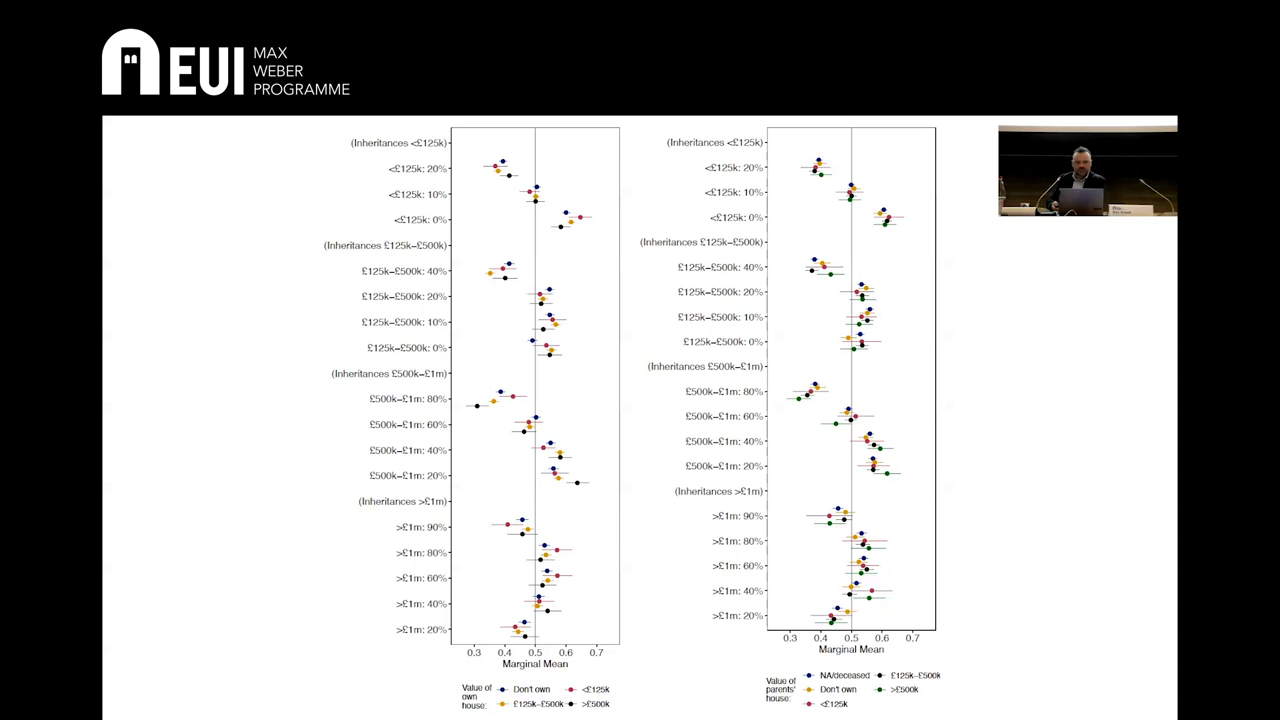 EUI
MAX
WEBER
PROGRAMME
(Inheritances <£125k)
<£125k: 20%
<£125k: 10%
<£125k: 0%
(Inheritances £125k–£500k)
£125k–£500k: 40%
£125k–£500k: 20%
£125k–£500k: 10%
£125k–£500k: 0%
(Inheritances £500k–£1m)
£500k–£1m: 80%
£500k–£1m: 60%
£500k–£1m: 40%
£500k–£1m: 20%
(Inheritances >£1m)
>£1m: 90%
>£1m: 80%
>£1m: 60%
>£1m: 40%
>£1m: 20%
0.3 0.4 0.5 0.6 0.7
Marginal Mean
Value of
own
house:
Don't own
<£125k
£125k–£500k
>£500k
(Inheritances <£125k)
<£125k: 20%
<£125k: 10%
<£125k: 0%
(Inheritances £125k–£500k)
£125k–£500k: 40%
£125k–£500k: 20%
£125k–£500k: 10%
£125k–£500k: 0%
(Inheritances £500k–£1m)
£500k–£1m: 80%
£500k–£1m: 60%
£500k–£1m: 40%
£500k–£1m: 20%
(Inheritances >£1m)
>£1m: 90%
>£1m: 80%
>£1m: 60%
>£1m: 40%
>£1m: 20%
0.3 0.4 0.5 0.6 0.7
Marginal Mean
Value of
parents'
house:
NA/deceased
Don't own
<£125k
£125k–£500k
>£500k